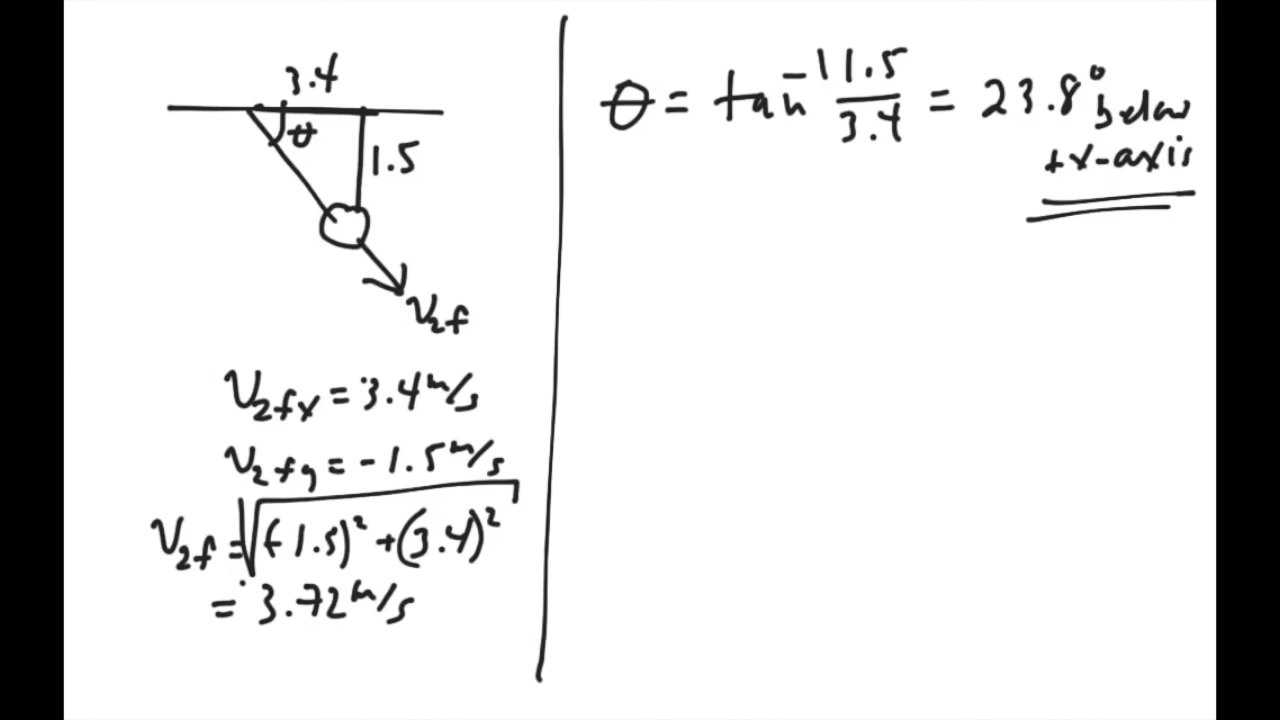 3.4
θ
1.5
V₂f
V₂fx = 3.4 m/s
V₂fy = -1.5 m/s
V₂f = √((-1.5)² + (3.4)²)
= 3.72 m/s
θ = tan⁻¹ 1.5/3.4 = 23.8° below
+x-axis